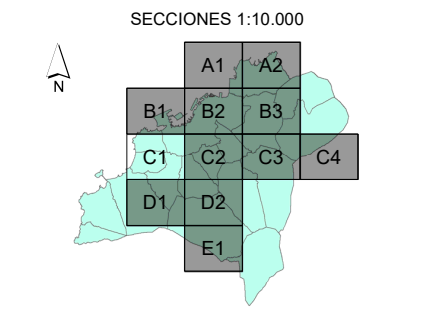 SECCIONES 1:10.000
N
A1 A2
B1 B2 B3
C1 C2 C3 C4
D1 D2
E1